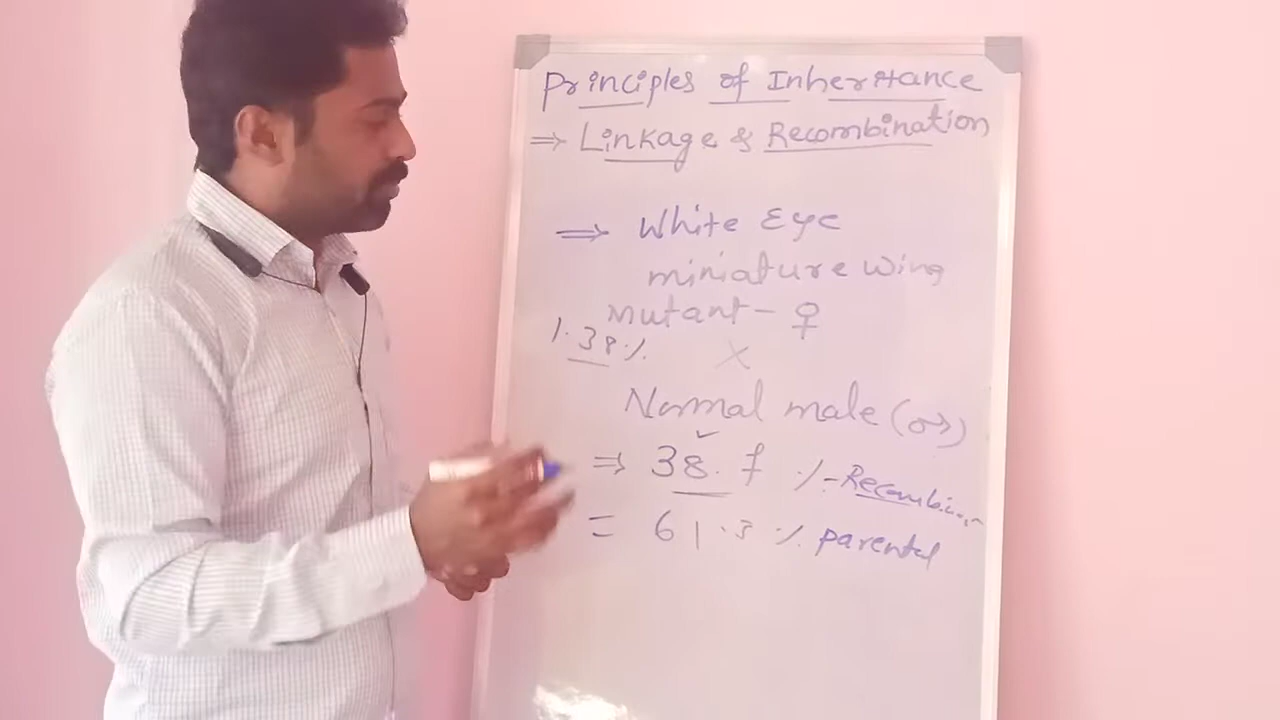 Principles of Inheritance
⇒ Linkage & Recombination
⇒ White Eye
miniature wing
mutant - ♀
1.38%
×
Normal male (♂)
⇒ 38.7 %-
= 61.3 % parental